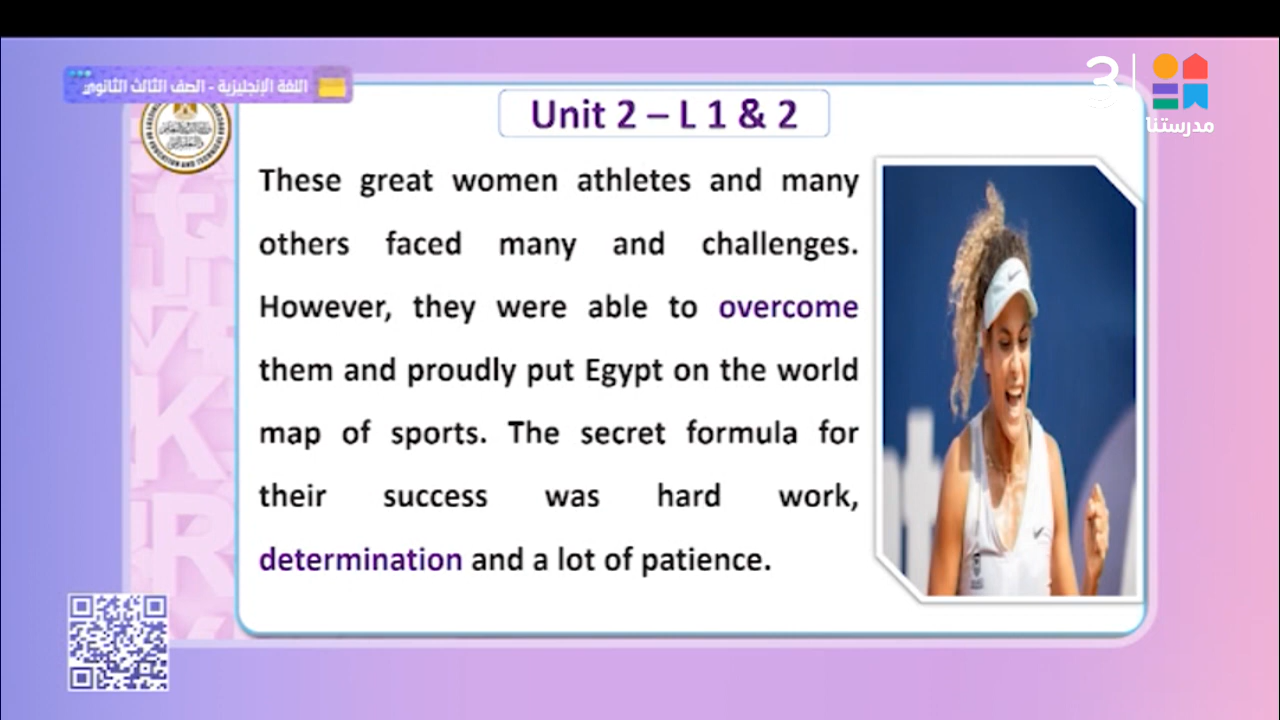 اللغة الإنجليزية - الصف الثالث الثانوي
3
مدرستنا
Unit 2 – L 1 & 2
These great women athletes and many
others faced many and challenges.
However, they were able to overcome
them and proudly put Egypt on the world
map of sports. The secret formula for
their success was hard work,
determination and a lot of patience.